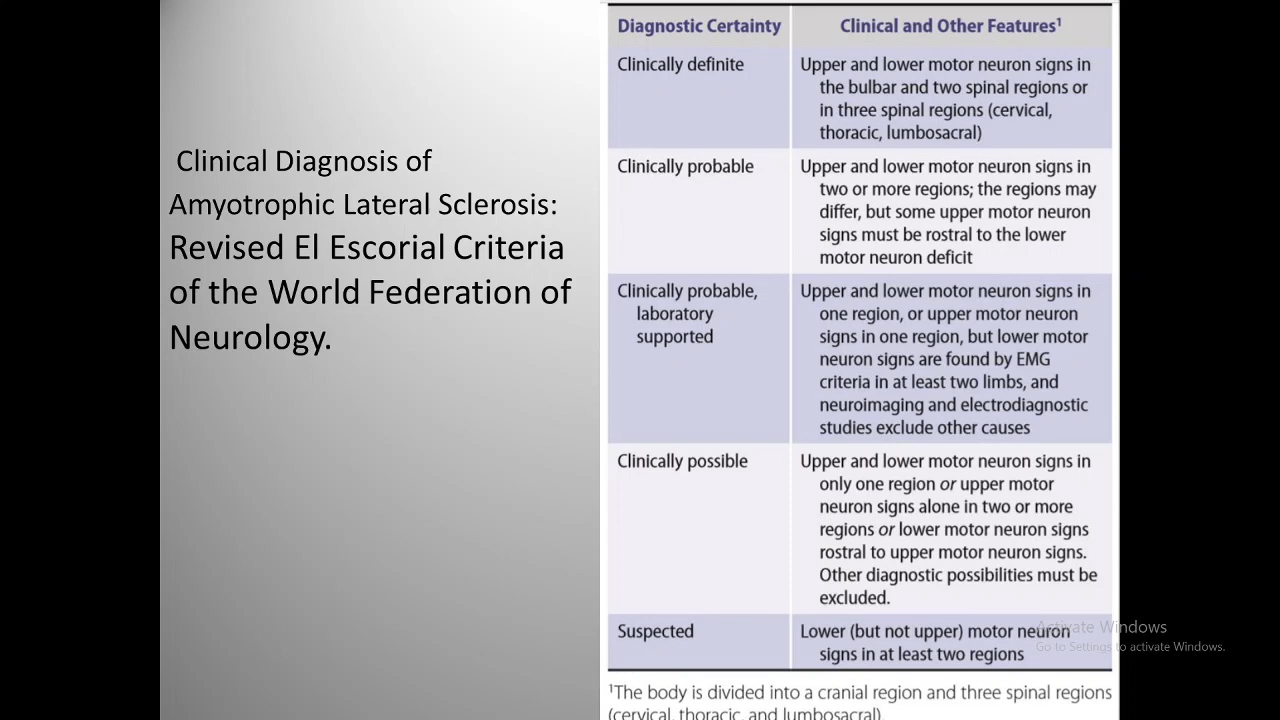 Clinical Diagnosis of
Amyotrophic Lateral Sclerosis:
Revised El Escorial Criteria
of the World Federation of
Neurology.
Diagnostic Certainty
Clinical and Other Features¹
Clinically definite
Upper and lower motor neuron signs in
the bulbar and two spinal regions or
in three spinal regions (cervical,
thoracic, lumbosacral)
Clinically probable
Upper and lower motor neuron signs in
two or more regions; the regions may
differ, but some upper motor neuron
signs must be rostral to the lower
motor neuron deficit
Clinically probable,
laboratory
supported
Upper and lower motor neuron signs in
one region, or upper motor neuron
signs in one region, but lower motor
neuron signs are found by EMG
criteria in at least two limbs, and
neuroimaging and electrodiagnostic
studies exclude other causes
Clinically possible
Upper and lower motor neuron signs in
only one region or upper motor
neuron signs alone in two or more
regions or lower motor neuron signs
rostral to upper motor neuron signs.
Other diagnostic possibilities must be
excluded.
Suspected
Lower (but not upper) motor neuron
signs in at least two regions
¹The body is divided into a cranial region and three spinal regions
(cervical, thoracic, and lumbosacral).
Activate Windows
Go to Settings to activate Windows.